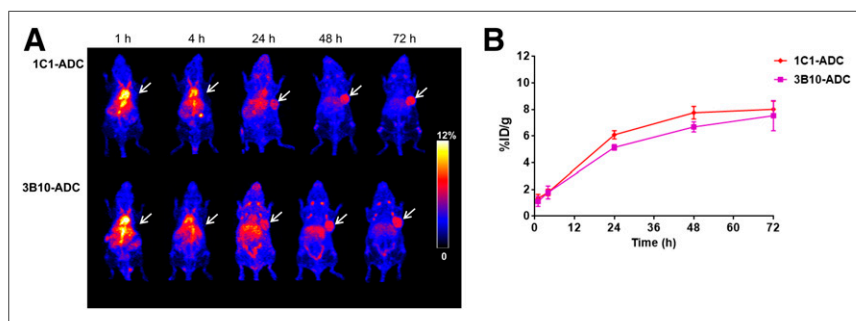 A
1 h 4 h 24 h 48 h 72 h
1C1-ADC
3B10-ADC
12%
0
B
1C1-ADC
3B10-ADC
%ID/g
12
10
8
6
4
2
0
0 12 24 36 48 60 72
Time (h)